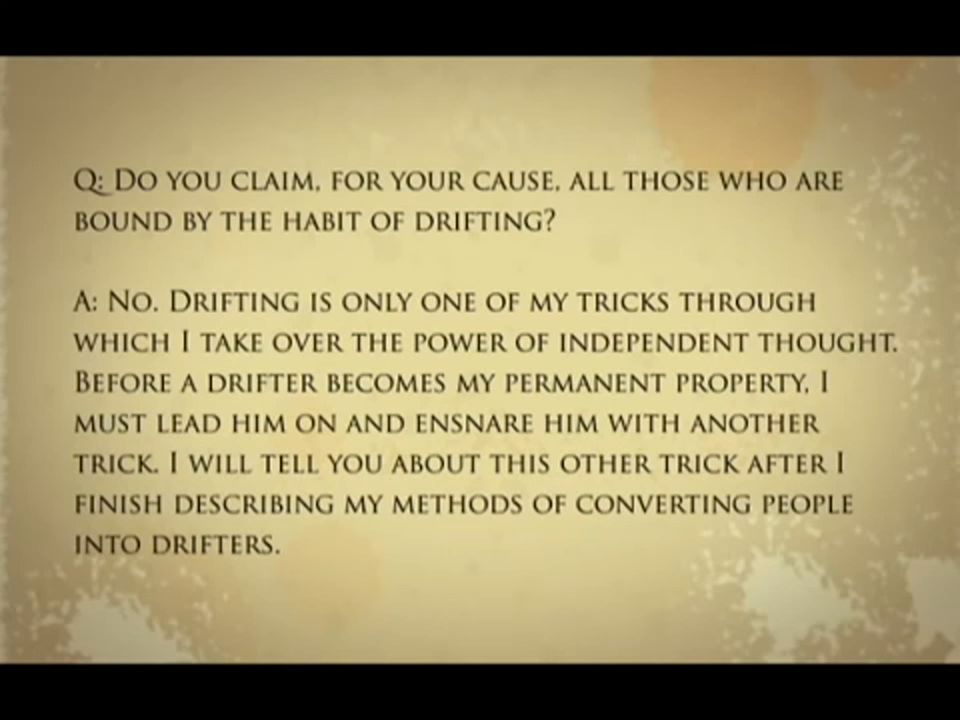 Q: Do you claim, for your cause, all those who are
bound by the habit of drifting?
A: No. Drifting is only one of my tricks through
which I take over the power of independent thought.
Before a drifter becomes my permanent property, I
must lead him on and ensnare him with another
trick. I will tell you about this other trick after I
finish describing my methods of converting people
into drifters.